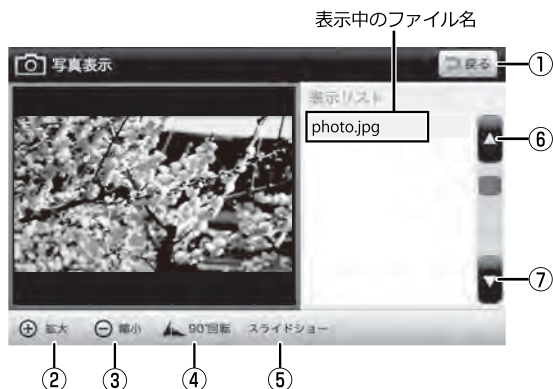 表示中のファイル名
写真表示
戻る
①
表示リスト
photo.jpg
⑥
⑦
拡大
縮小
90°回転
スライドショー
②
③
④
⑤